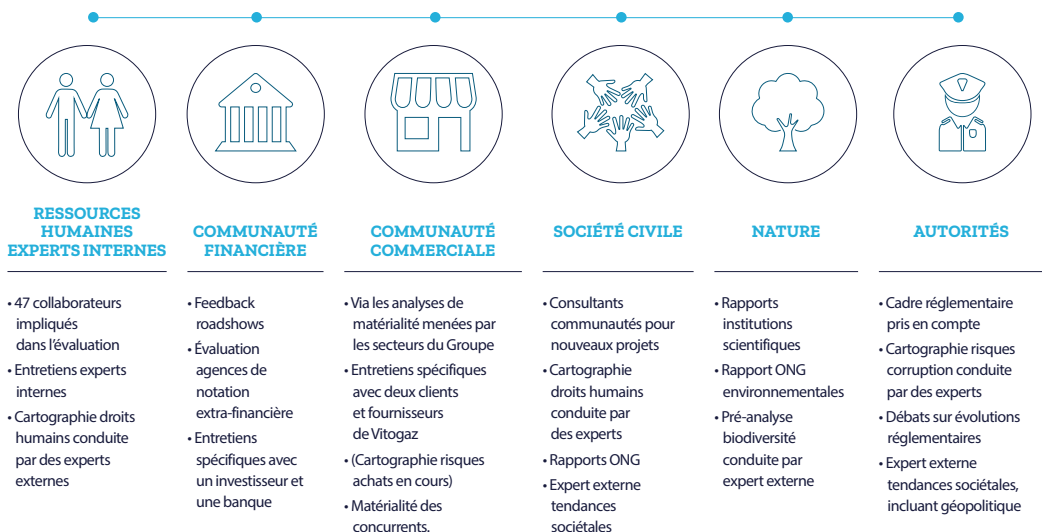 RESSOURCES
HUMAINES
EXPERTS INTERNES
• 47 collaborateurs
impliqués
dans l’évaluation
• Entretiens experts
internes
• Cartographie droits
humains conduite
par des experts
externes
COMMUNAUTÉ
FINANCIÈRE
• Feedback
roadshows
• Évaluation
agences de
notation
extra-financière
• Entretiens
spécifiques avec
un investisseur et
une banque
COMMUNAUTÉ
COMMERCIALE
• Via les analyses de
matérialité menées par
les secteurs du Groupe
• Entretiens spécifiques
avec deux clients
et fournisseurs
de Vitogaz
• (Cartographie risques
achats en cours)
• Matérialité des
concurrents.
SOCIÉTÉ CIVILE
• Consultants
communautés pour
nouveaux projets
• Cartographie
droits humains
conduite par
des experts
• Rapports ONG
• Expert externe
tendances
sociétales
NATURE
• Rapports
institutions
scientifiques
• Rapport ONG
environnementales
• Pré-analyse
biodiversité
conduite par
expert externe
AUTORITÉS
• Cadre réglementaire
pris en compte
• Cartographie risques
corruption conduite
par des experts
• Débats sur évolutions
réglementaires
• Expert externe
tendances sociétales,
incluant géopolitique